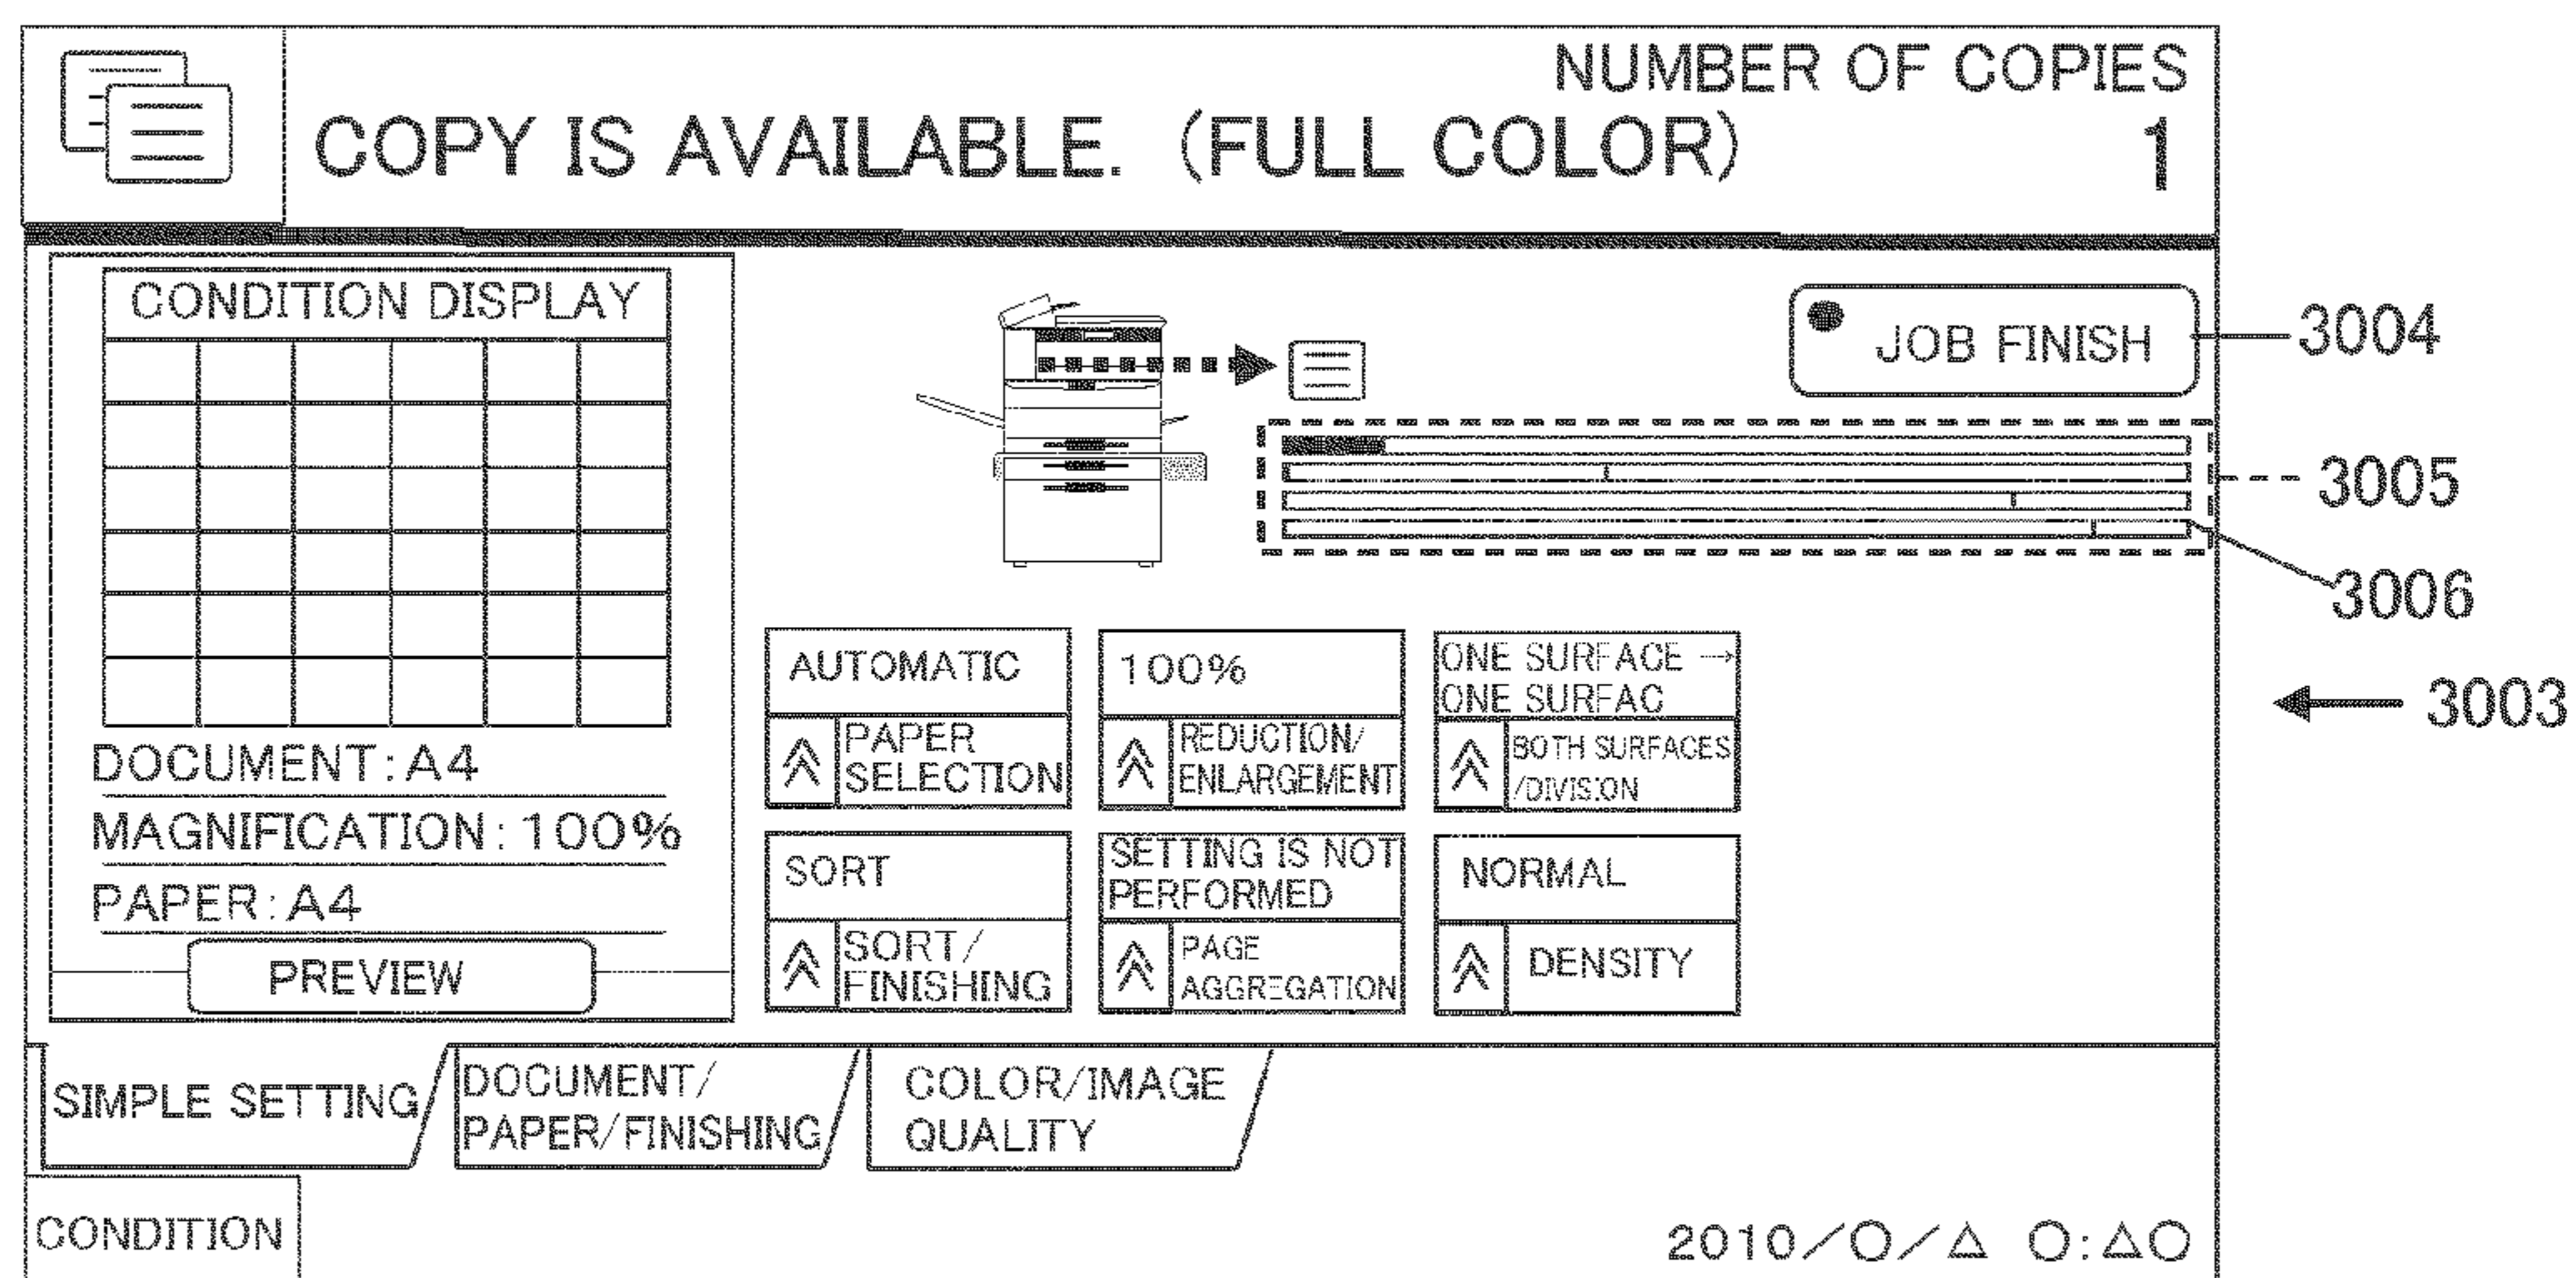 NUMBER OF COPIES
COPY IS AVAILABLE. (FULL COLOR) 1
CONDITION DISPLAY
DOCUMENT:A4
MAGNIFICATION:100%
PAPER:A4
PREVIEW
JOB FINISH
3004
3005
3006
3003
AUTOMATIC
PAPER
SELECTION
100%
REDUCTION/
ENLARGEMENT
ONE SURFACE →
ONE SURFAC
BOTH SURFACES
/DIVISION
SORT
SORT/
FINISHING
SETTING IS NOT
PERFORMED
PAGE
AGGREGATION
NORMAL
DENSITY
SIMPLE SETTING
DOCUMENT/
PAPER/FINISHING
COLOR/IMAGE
QUALITY
CONDITION
2010/○/△ ○:△○